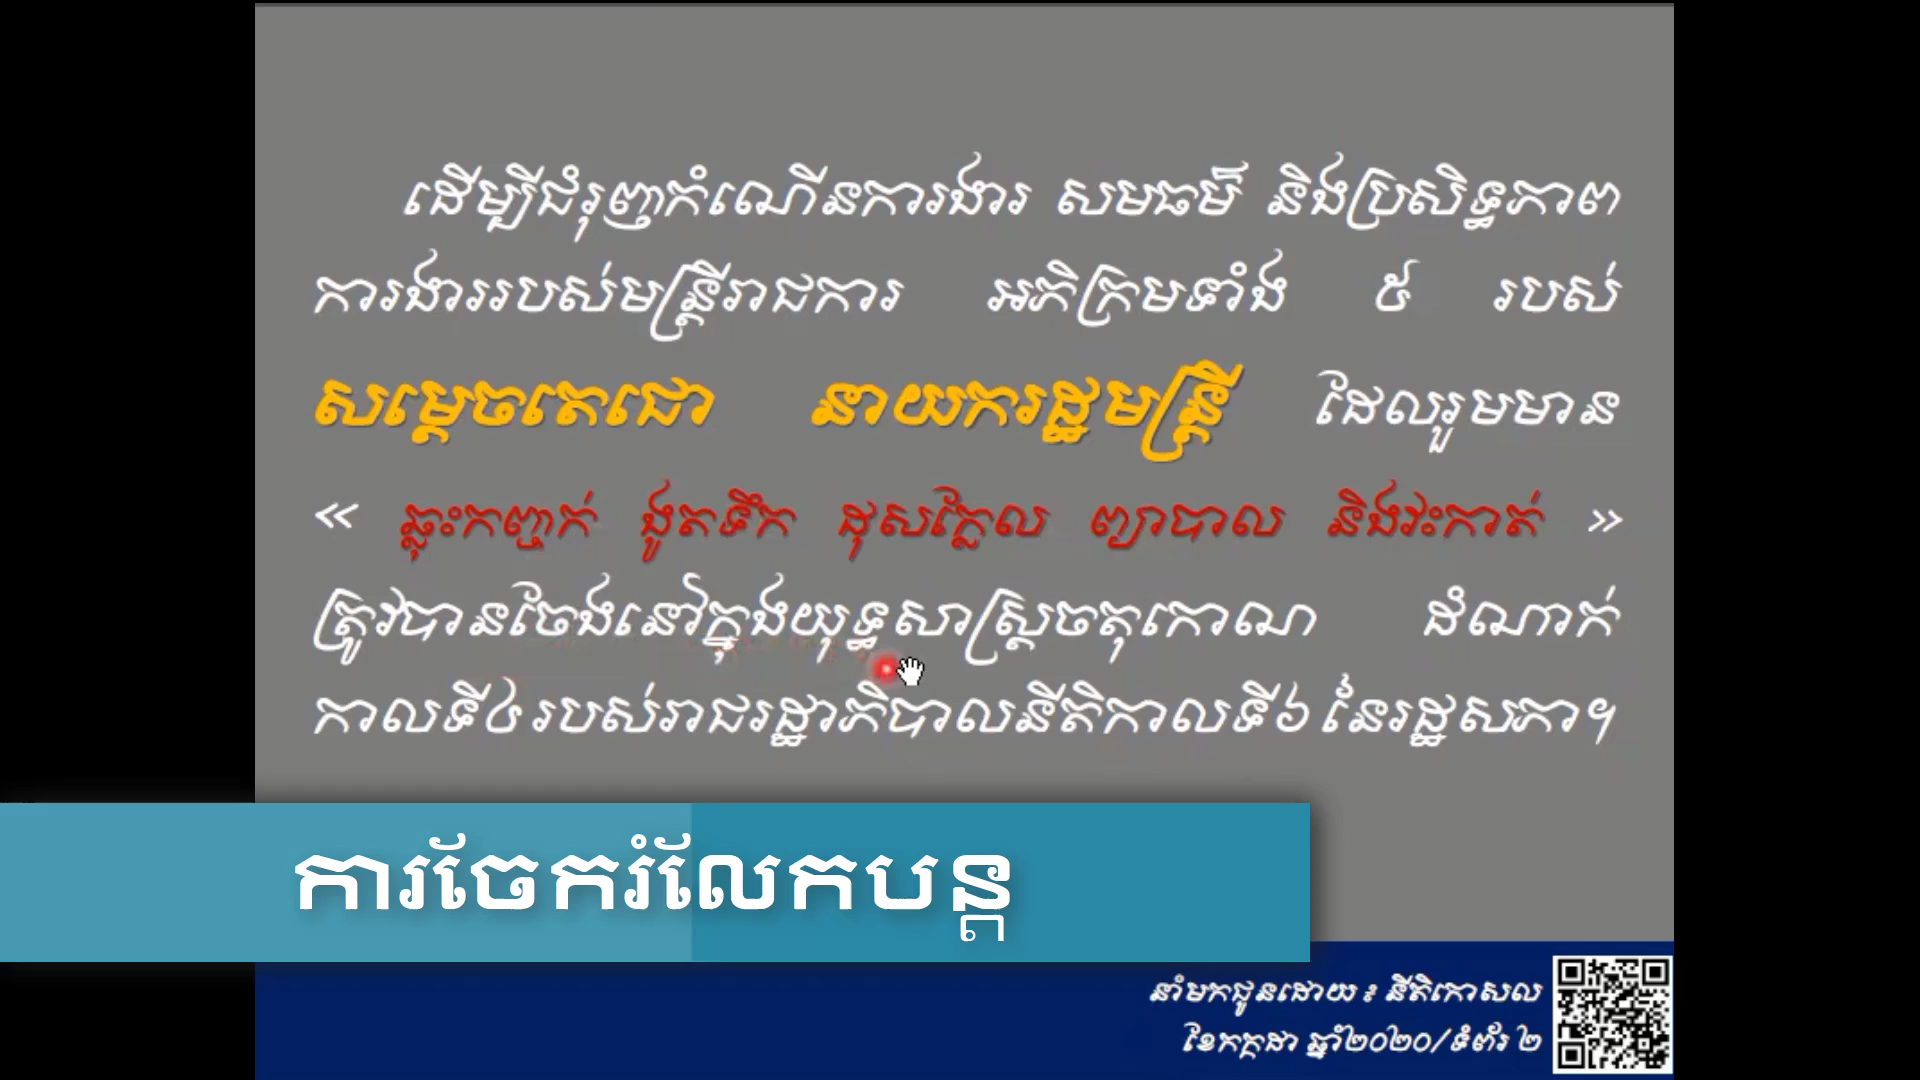 ដើម្បីជំរុញកំណើនការងារ សមធម៌ និងប្រសិទ្ធភាព
ការងាររបស់មន្ត្រីរាជការ អភិក្រមទាំង ៥ របស់
សម្តេចតេជោ នាយករដ្ឋមន្ត្រី ដែលរួមមាន
« ឆ្លុះកញ្ចក់ ងូតទឹក ដុសក្អែល ព្យាបាល និងវះកាត់ »
ត្រូវបានចែងនៅក្នុងយុទ្ធសាស្ត្រចតុកោណ ដំណាក់
កាលទី៤ របស់រាជរដ្ឋាភិបាលនីតិកាលទី៦ នៃរដ្ឋសភា។
ការចែករំលែកបន្ត
នាំមកជូនដោយ ៖ នីតិកោសល
ខែកក្កដា ឆ្នាំ២០២០/ទំព័រ ២